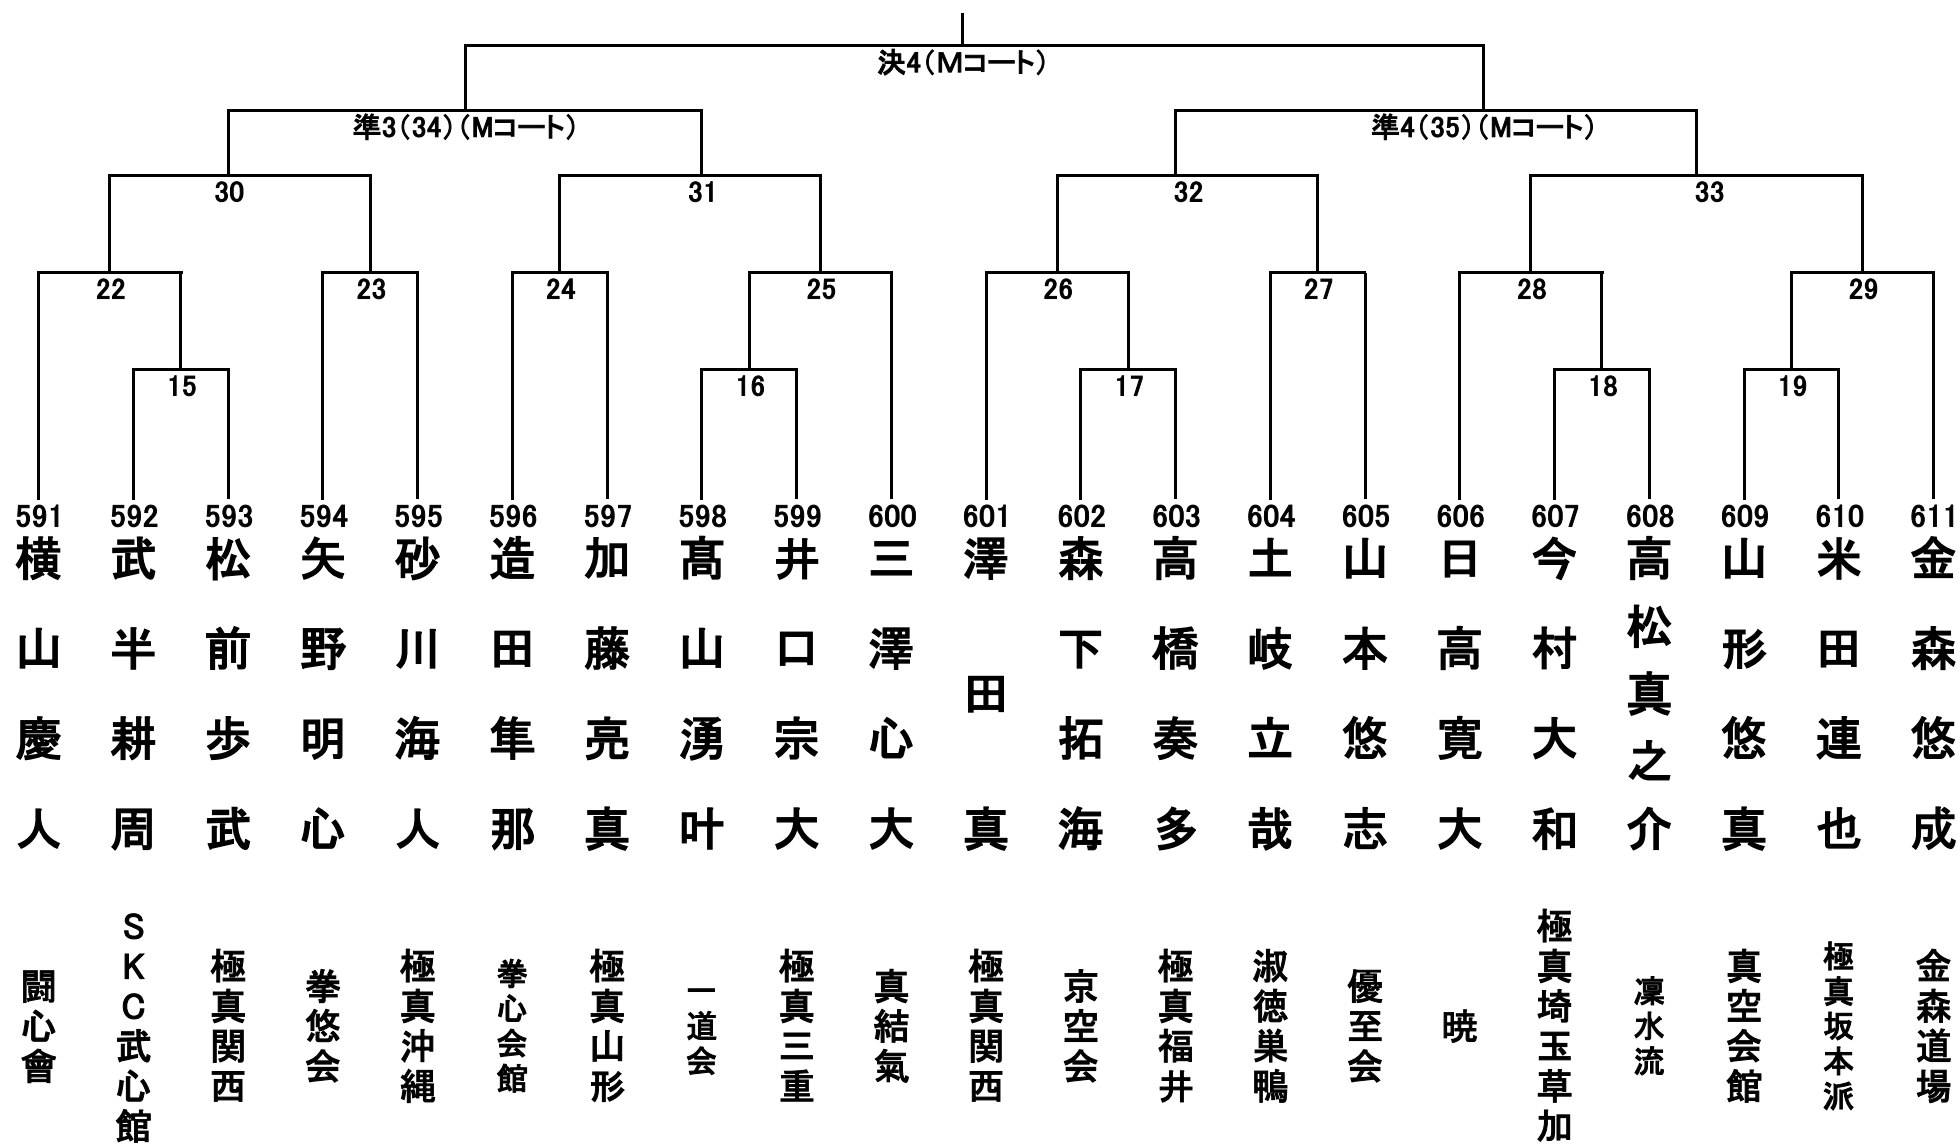 決4（Mコート）
準3（34）（Mコート）
準4（35）（Mコート）
30
31
32
33
22
23
24
25
26
27
28
29
15
16
17
18
19
591
592
593
594
595
596
597
598
599
600
601
602
603
604
605
606
607
608
609
610
611
横山慶人
武半耕周
松前歩武
矢野明心
砂川海人
造田隼那
加藤亮真
髙山湧叶
井口宗大
三澤心大
澤田真
森下拓海
高橋奏多
土岐立哉
山本悠志
日高寛大
今村大和
高松真之介
山形悠真
米田連也
金森悠成
闘心會
ＳＫＣ武心館
極真関西
拳悠会
極真沖縄
拳心会館
極真山形
一道会
極真三重
真結氣
極真関西
京空会
極真福井
淑徳巣鴨
優至会
暁
極真埼玉草加
凜水流
真空会館
極真坂本派
金森道場